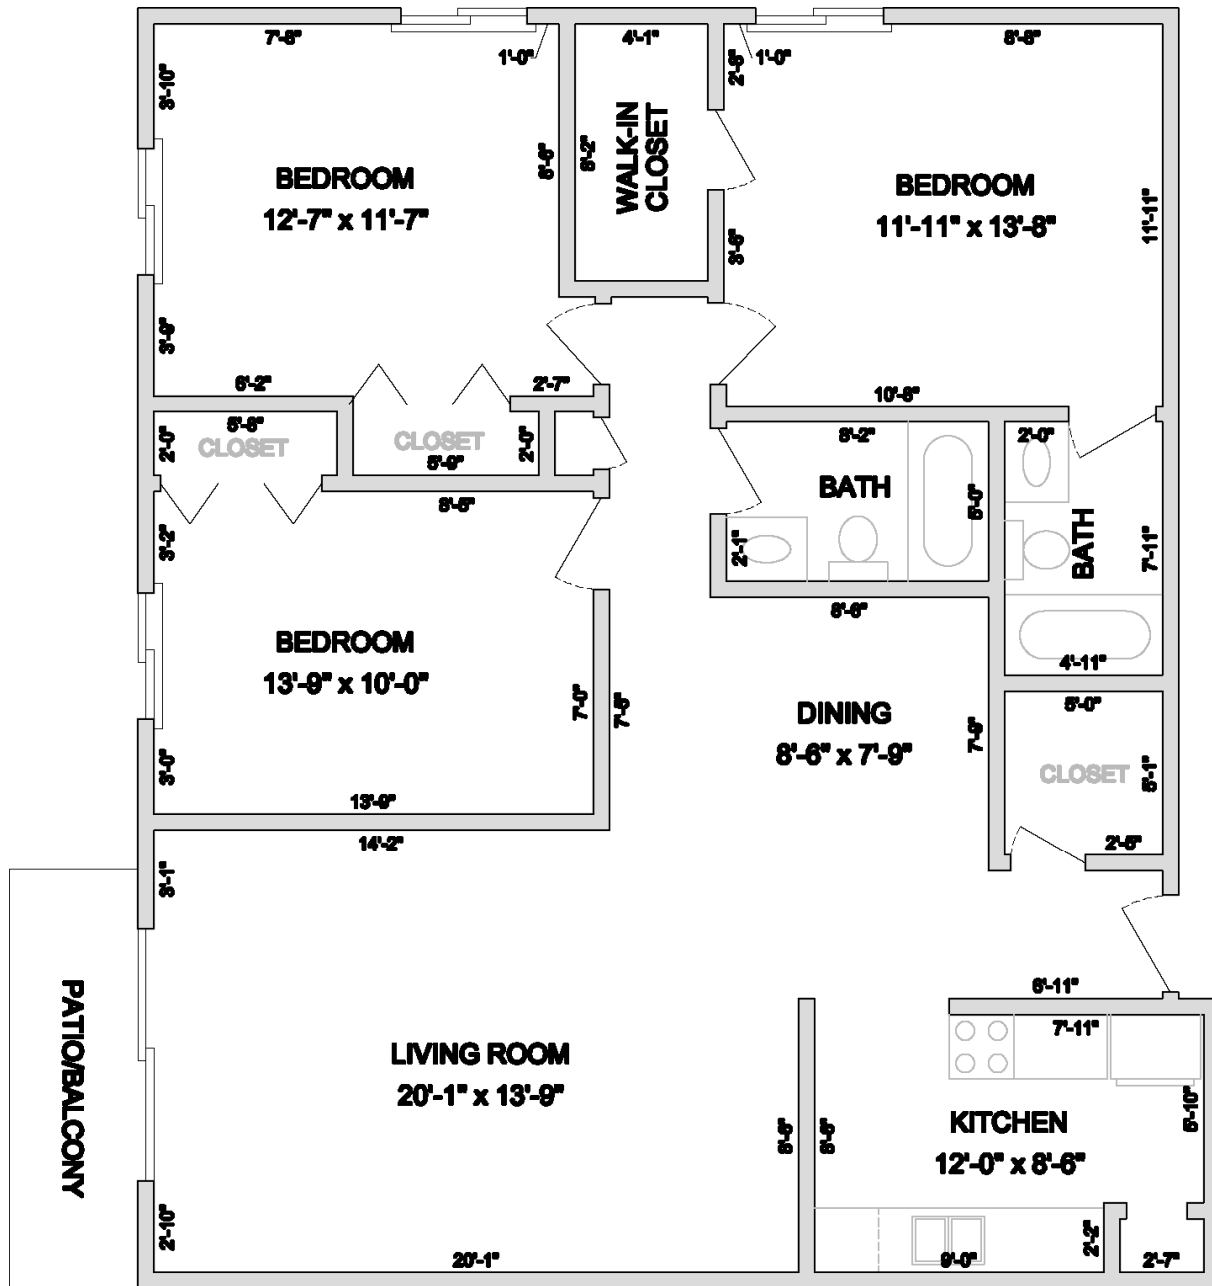 7'-8"
1'-0"
4'-1"
2'-8"
1'-0"
8'-8"
3'-10"
8'-6"
8'-2"
WALK-IN
CLOSET
BEDROOM
12'-7" x 11'-7"
BEDROOM
11'-11" x 13'-8"
11'-11"
3'-6"
3'-9"
6'-2"
2'-7"
10'-8"
2'-0"
5'-8"
CLOSET
CLOSET
5'-9"
2'-0"
8'-2"
2'-0"
BATH
5'-0"
2'-1"
BATH
7'-11"
8'-5"
3'-2"
8'-6"
BEDROOM
13'-9" x 10'-0"
4'-11"
7'-0"
7'-5"
DINING
8'-6" x 7'-9"
7'-9"
5'-0"
CLOSET
5'-1"
3'-0"
13'-9"
14'-2"
2'-5"
3'-1"
6'-11"
PATIO/BALCONY
LIVING ROOM
20'-1" x 13'-9"
7'-11"
KITCHEN
12'-0" x 8'-6"
5'-10"
8'-6"
8'-6"
2'-10"
20'-1"
9'-0"
2'-2"
2'-7"